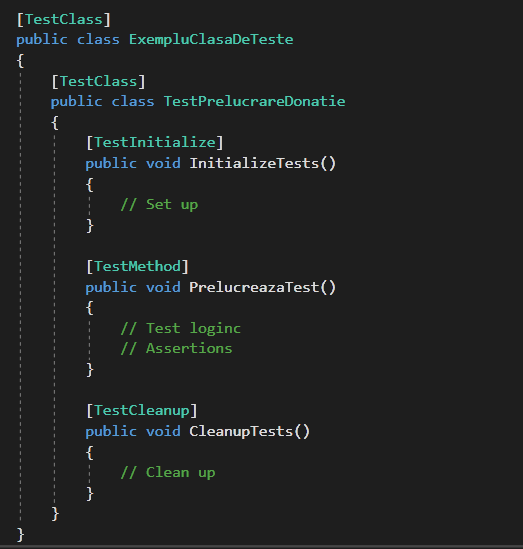 [TestClass]
public class ExempluClasaDeTeste
{
[TestClass]
public class TestPrelucrareDonatie
{
[TestInitialize]
public void InitializeTests()
{
// Set up
}
[TestMethod]
public void PrelucreazaTest()
{
// Test loginc
// Assertions
}
[TestCleanup]
public void CleanupTests()
{
// Clean up
}
}
}